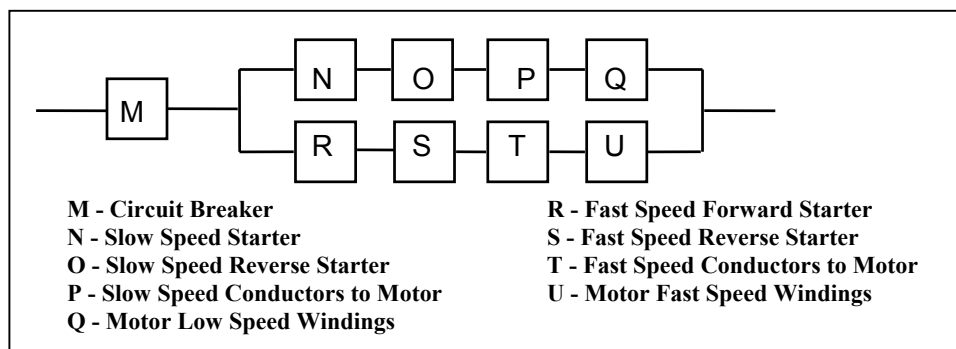 N O P Q
M
R S T U
M - Circuit Breaker
N - Slow Speed Starter
O - Slow Speed Reverse Starter
P - Slow Speed Conductors to Motor
Q - Motor Low Speed Windings
R - Fast Speed Forward Starter
S - Fast Speed Reverse Starter
T - Fast Speed Conductors to Motor
U - Motor Fast Speed Windings